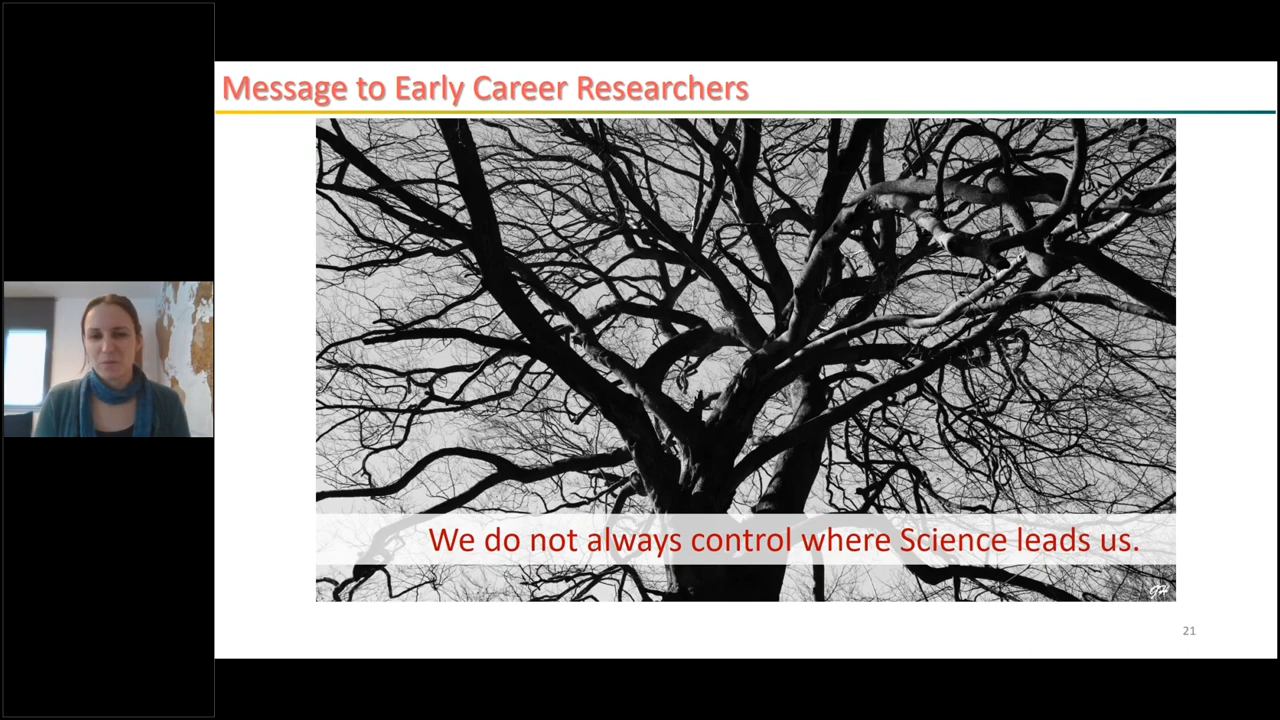 Message to Early Career Researchers
We do not always control where Science leads us.
21